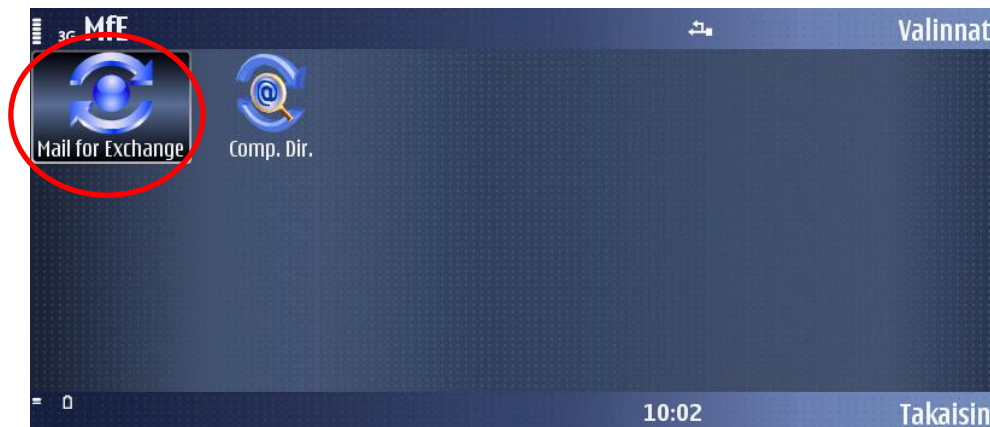 3G MfE Valinnat
Mail for Exchange Comp. Dir.
10:02 Takaisin